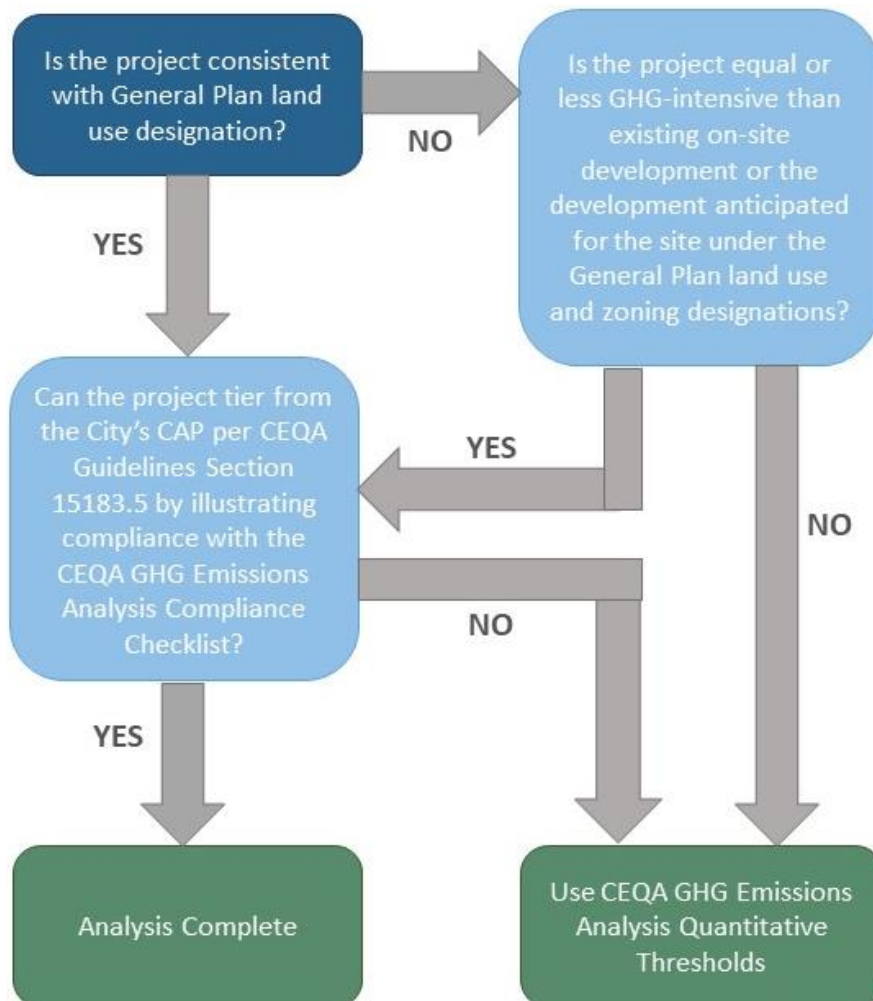 Is the project consistent
with General Plan land
use designation?
NO
Is the project equal or
less GHG-intensive than
existing on-site
development or the
development anticipated
for the site under the
General Plan land use
and zoning designations?
YES
Can the project tier from
the City’s CAP per CEQA
Guidelines Section
15183.5 by illustrating
compliance with the
CEQA GHG Emissions
Analysis Compliance
Checklist?
YES
NO
NO
YES
Analysis Complete
Use CEQA GHG Emissions
Analysis Quantitative
Thresholds